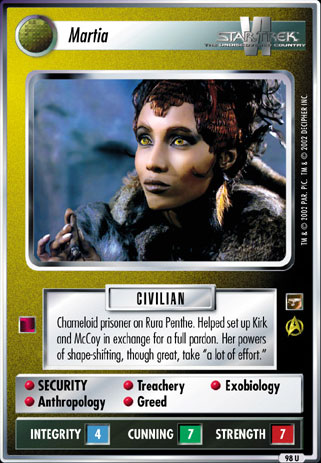 Martia
STAR TREK
VI
THE UNDISCOVERED COUNTRY
TM & © 2002 PAR. PIC. TM & © 2002 DECIPHER INC.
CIVILIAN
Chameloid prisoner on Rura Penthe. Helped set up Kirk
and McCoy in exchange for a full pardon. Her powers
of shape-shifting, though great, take “a lot of effort.”
SECURITY Treachery Exobiology
Anthropology Greed
INTEGRITY 4 CUNNING 7 STRENGTH 7
98 U